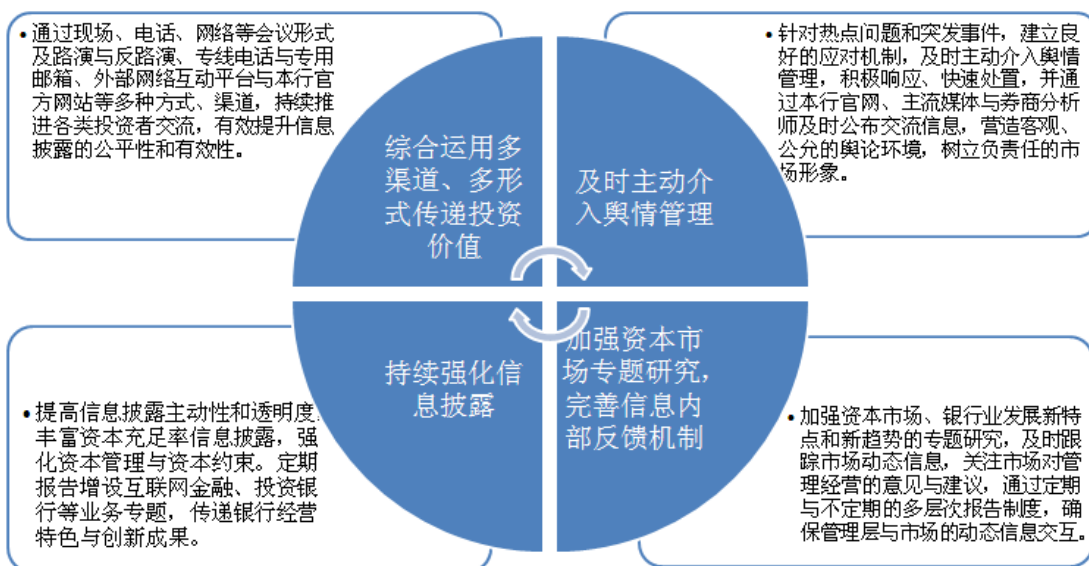 •通过现场、电话、网络等会议形式
及路演与反路演、专线电话与专用
邮箱、外部网络互动平台与本行官
方网站等多种方式、渠道，持续推
进各类投资者交流，有效提升信息
披露的公平性和有效性。
综合运用多
渠道、多形
式传递投资
价值
及时主动介
入舆情管理
•针对热点问题和突发事件，建立良
好的应对机制，及时主动介入舆情
管理，积极响应、快速处置，并通
过本行官网、主流媒体与券商分析
师及时公布交流信息，营造客观、
公允的舆论环境，树立负责任的市
场形象。
•提高信息披露主动性和透明度，
丰富资本充足率信息披露，强
化资本管理与资本约束。定期
报告增设互联网金融、投资银
行等业务专题，传递银行经营
特色与创新成果。
持续强化信
息披露
加强资本市
场专题研究，
完善信息内
部反馈机制
•加强资本市场、银行业发展新特
点和新趋势的专题研究，及时跟
踪市场动态信息，关注市场对管
理经营的意见与建议，通过定期
与不定期的多层次报告制度，确
保管理层与市场的动态信息交互。